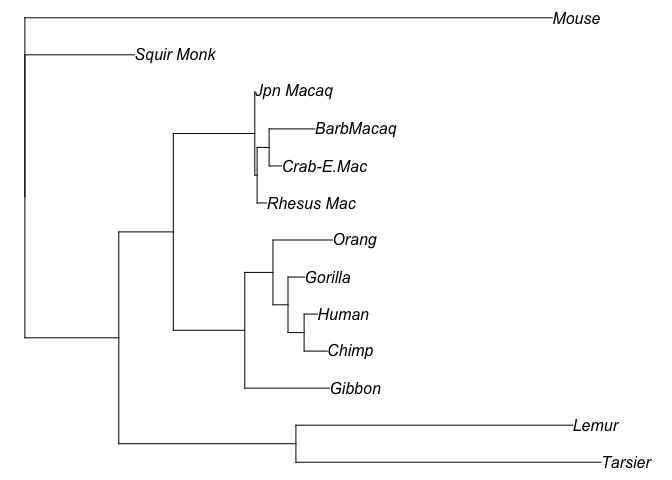 Mouse
Squir Monk
Jpn Macaq
BarbMacaq
Crab-E.Mac
Rhesus Mac
Orang
Gorilla
Human
Chimp
Gibbon
Lemur
Tarsier